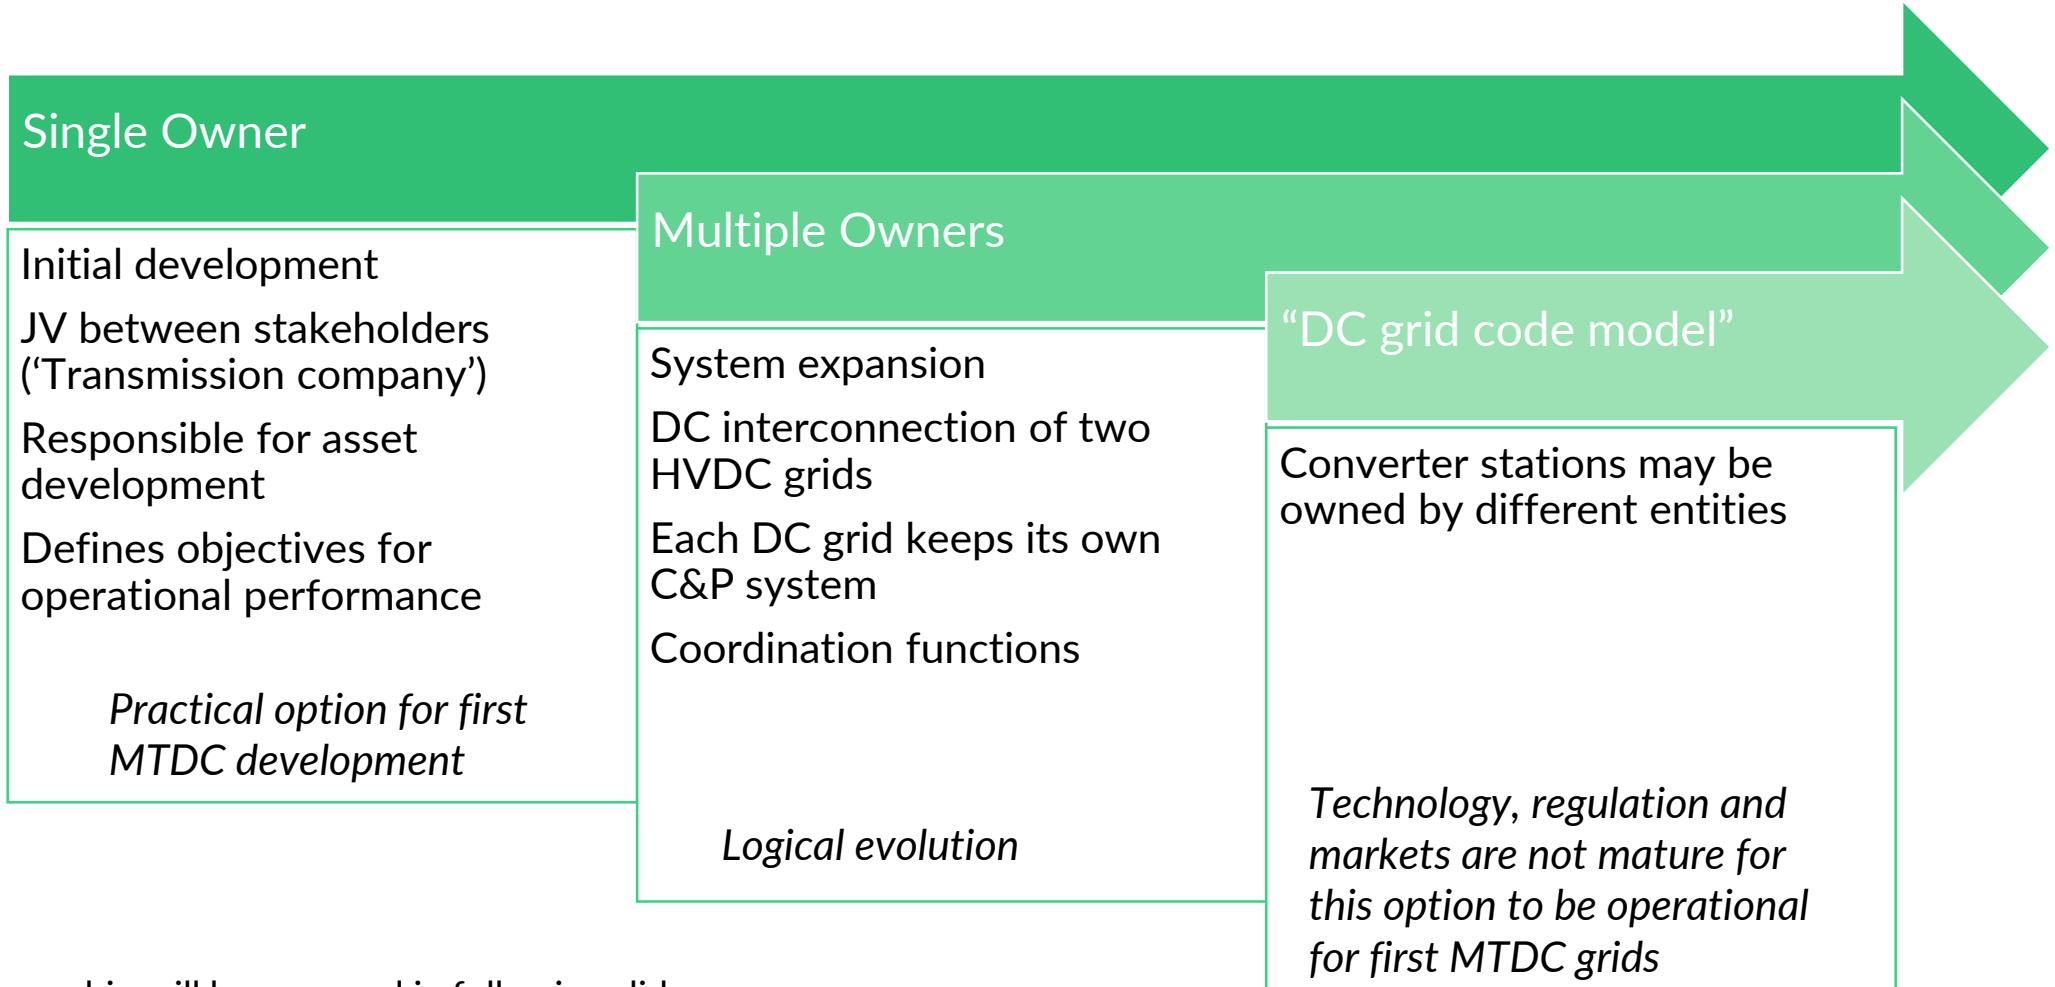 Single Owner
Initial development
JV between stakeholders
(‘Transmission company’)
Responsible for asset
development
Defines objectives for
operational performance
Practical option for first
MTDC development
Multiple Owners
System expansion
DC interconnection of two
HVDC grids
Each DC grid keeps its own
C&P system
Coordination functions
Logical evolution
“DC grid code model”
Converter stations may be
owned by different entities
Technology, regulation and
markets are not mature for
this option to be operational
for first MTDC grids